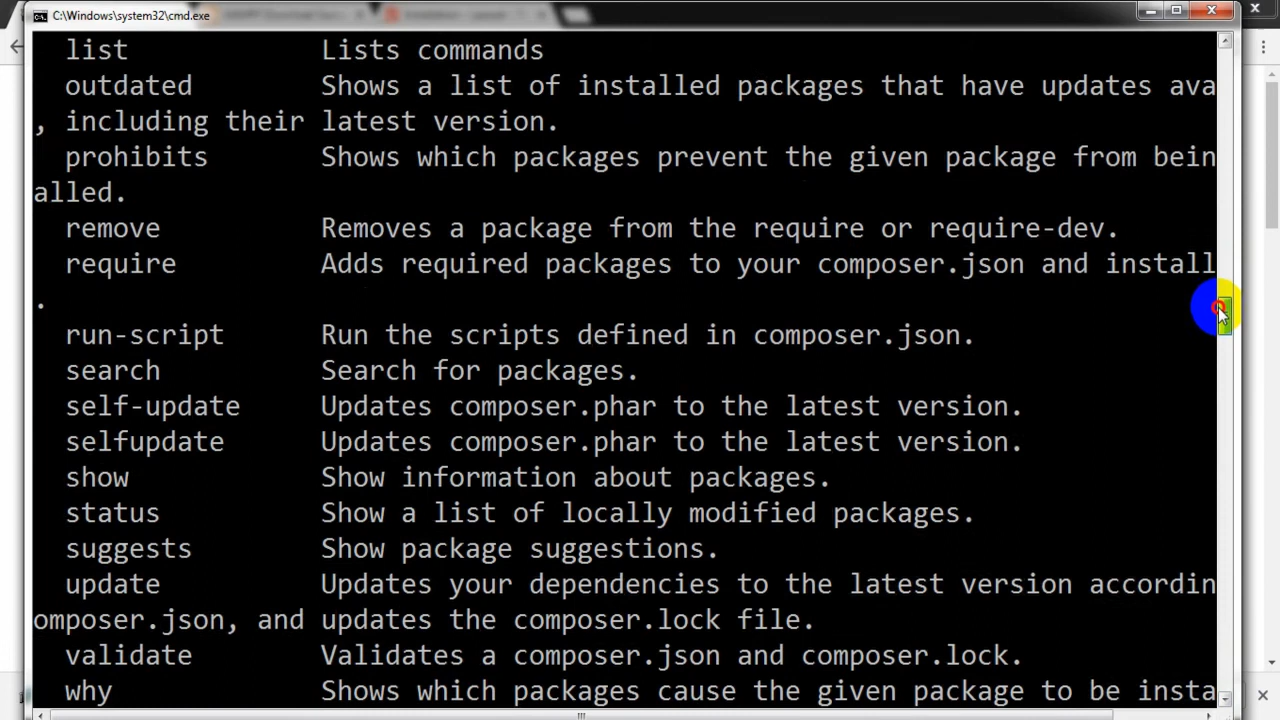 C:\Windows\system32\cmd.exe
list Lists commands
outdated Shows a list of installed packages that have updates ava
, including their latest version.
prohibits Shows which packages prevent the given package from bein
alled.
remove Removes a package from the require or require-dev.
require Adds required packages to your composer.json and install
.
run-script Run the scripts defined in composer.json.
search Search for packages.
self-update Updates composer.phar to the latest version.
selfupdate Updates composer.phar to the latest version.
show Show information about packages.
status Show a list of locally modified packages.
suggests Show package suggestions.
update Updates your dependencies to the latest version accordin
omposer.json, and updates the composer.lock file.
validate Validates a composer.json and composer.lock.
why Shows which packages cause the given package to be insta